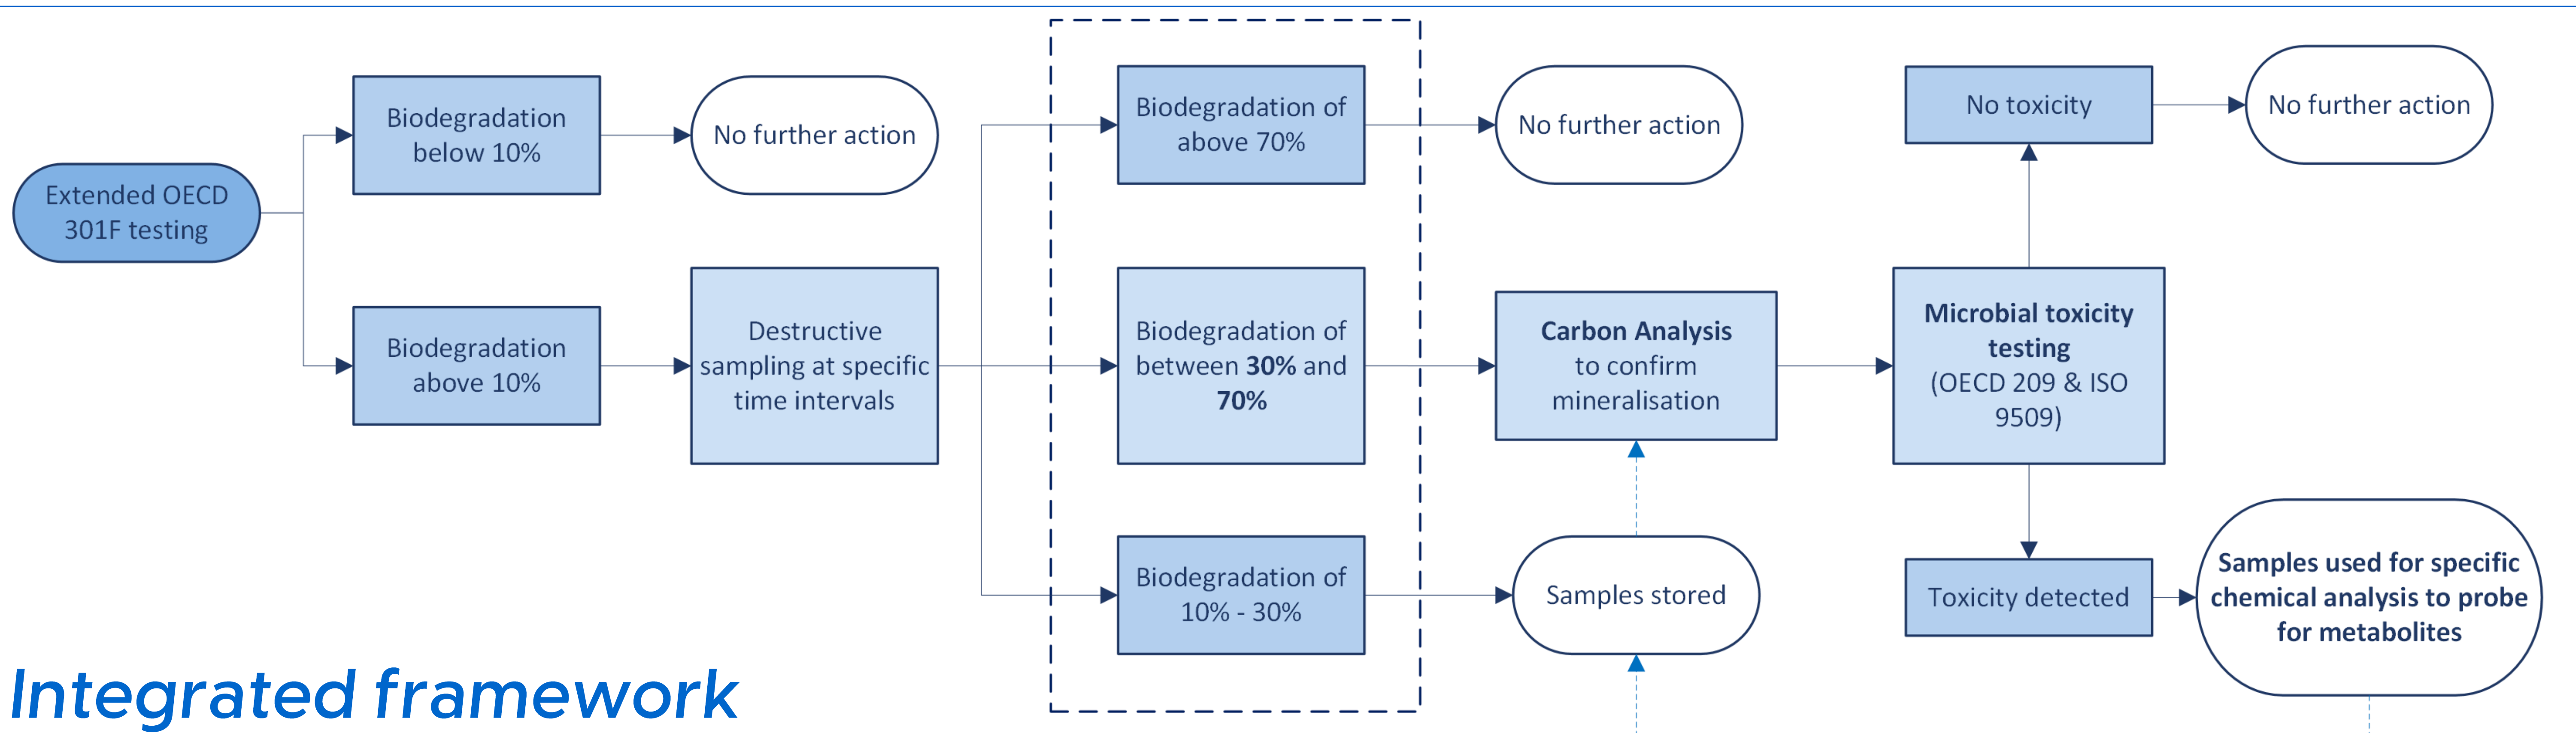 Extended OECD
301F testing
Biodegradation
below 10%
No further action
Biodegradation
above 10%
Destructive
sampling at specific
time intervals
Biodegradation of
above 70%
No further action
Biodegradation of
between 30% and
70%
Carbon Analysis
to confirm
mineralisation
Biodegradation of
10% - 30%
Samples stored
Microbial toxicity
testing
(OECD 209 & ISO
9509)
No toxicity
No further action
Toxicity detected
Samples used for specific
chemical analysis to probe
for metabolites
Integrated framework